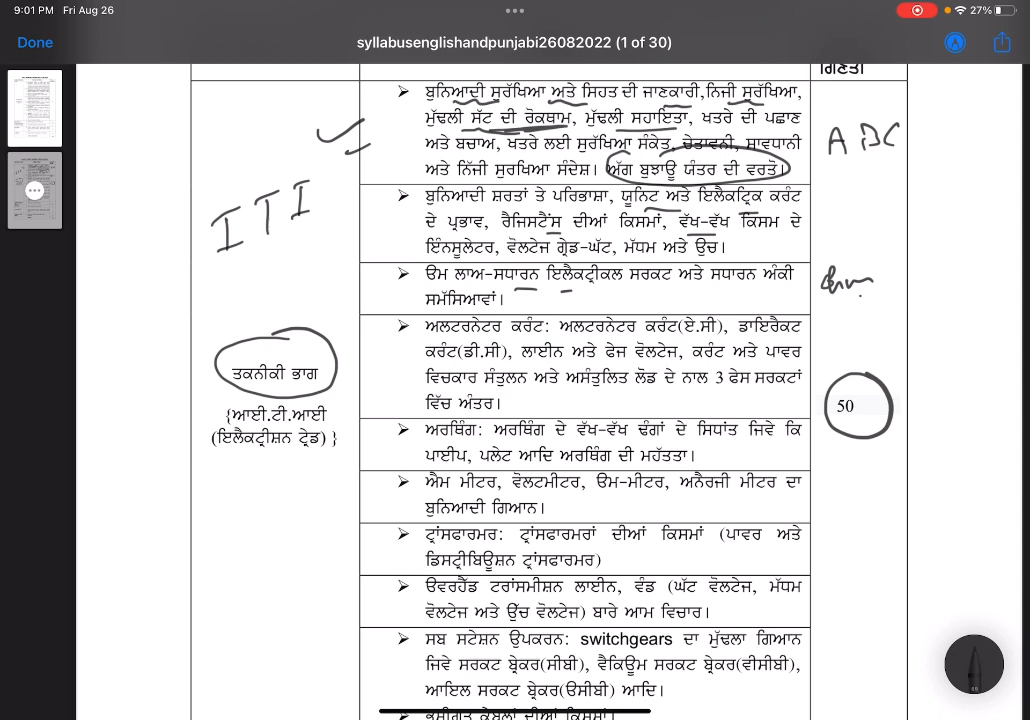 9:01 PM Fri Aug 26
27%
Done
syllabusenglishandpunjabi26082022 (1 of 30)
ਗਿਣਤੀ
➢ ਬੁਨਿਆਦੀ ਸੁਰੱਖਿਆ ਅਤੇ ਸਿਹਤ ਦੀ ਜਾਣਕਾਰੀ,ਨਿਜੀ ਸੁਰੱਖਿਆ,
ਮੁੱਢਲੀ ਸੱਟ ਦੀ ਰੋਕਥਾਮ, ਮੁੱਢਲੀ ਸਹਾਇਤਾ, ਖਤਰੇ ਦੀ ਪਛਾਣ
ਅਤੇ ਬਚਾਅ, ਖਤਰੇ ਲਈ ਸੁਰੱਖਿਆ ਸੰਕੇਤ, ਚੇਤਾਵਨੀ, ਸਾਵਧਾਨੀ
ਅਤੇ ਨਿੱਜੀ ਸੁਰਖਿਆ ਸੰਦੇਸ਼। ਅੱਗ ਬੁਝਾਊ ਯੰਤਰ ਦੀ ਵਰਤੋਂ।
A BC
ITI
➢ ਬੁਨਿਆਦੀ ਸ਼ਰਤਾਂ ਤੇ ਪਰਿਭਾਸ਼ਾ, ਯੂਨਿਟ ਅਤੇ ਇਲੈਕਟ੍ਰਿਕ ਕਰੰਟ
ਦੇ ਪ੍ਰਭਾਵ, ਰੈਜਿਸਟੈਂਸ ਦੀਆਂ ਕਿਸਮਾਂ, ਵੱਖ-ਵੱਖ ਕਿਸਮ ਦੇ
ਇੰਨਸੂਲੇਟਰ, ਵੋਲਟੇਜ ਗ੍ਰੇਡ-ਘੱਟ, ਮੱਧਮ ਅਤੇ ਉਚ।
➢ ਓਮ ਲਾਅ-ਸਧਾਰਨ ਇਲੈਕਟ੍ਰੀਕਲ ਸਰਕਟ ਅਤੇ ਸਧਾਰਨ ਅੰਕੀ
ਸਮੱਸਿਆਵਾਂ।
➢ ਅਲਟਰਨੇਟਰ ਕਰੰਟ: ਅਲਟਰਨੇਟਰ ਕਰੰਟ(ਏ.ਸੀ), ਡਾਇਰੈਕਟ
ਕਰੰਟ(ਡੀ.ਸੀ), ਲਾਈਨ ਅਤੇ ਫੇਜ ਵੋਲਟੇਜ, ਕਰੰਟ ਅਤੇ ਪਾਵਰ
ਵਿਚਕਾਰ ਸੰਤੁਲਨ ਅਤੇ ਅਸੰਤੁਲਿਤ ਲੋਡ ਦੇ ਨਾਲ 3 ਫੇਸ ਸਰਕਟਾਂ
ਵਿੱਚ ਅੰਤਰ।
ਤਕਨੀਕੀ ਭਾਗ
{ਆਈ.ਟੀ.ਆਈ
(ਇਲੈਕਟ੍ਰੀਸ਼ਨ ਟ੍ਰੇਡ) }
50
➢ ਅਰਥਿੰਗ: ਅਰਥਿੰਗ ਦੇ ਵੱਖ-ਵੱਖ ਢੰਗਾਂ ਦੇ ਸਿਧਾਂਤ ਜਿਵੇ ਕਿ
ਪਾਈਪ, ਪਲੇਟ ਆਦਿ ਅਰਥਿੰਗ ਦੀ ਮਹੱਤਤਾ।
➢ ਐਮ ਮੀਟਰ, ਵੋਲਟਮੀਟਰ, ਓਮ-ਮੀਟਰ, ਅਨੈਰਜੀ ਮੀਟਰ ਦਾ
ਬੁਨਿਆਦੀ ਗਿਆਨ।
➢ ਟ੍ਰਾਂਸਫਾਰਮਰ: ਟ੍ਰਾਂਸਫਾਰਮਰਾਂ ਦੀਆਂ ਕਿਸਮਾਂ (ਪਾਵਰ ਅਤੇ
ਡਿਸਟ੍ਰੀਬਿਊਸ਼ਨ ਟ੍ਰਾਂਸਫਾਰਮਰ)
➢ ਓਵਰਹੈੱਡ ਟਰਾਂਸਮੀਸ਼ਨ ਲਾਈਨ, ਵੰਡ (ਘੱਟ ਵੋਲਟੇਜ, ਮੱਧਮ
ਵੋਲਟੇਜ ਅਤੇ ਉੱਚ ਵੋਲਟੇਜ) ਬਾਰੇ ਆਮ ਵਿਚਾਰ।
➢ ਸਬ ਸਟੇਸ਼ਨ ਉਪਕਰਨ: switchgears ਦਾ ਮੁੱਢਲਾ ਗਿਆਨ
ਜਿਵੇ ਸਰਕਟ ਬ੍ਰੇਕਰ(ਸੀਬੀ), ਵੈਕਿਊਮ ਸਰਕਟ ਬ੍ਰੇਕਰ(ਵੀਸੀਬੀ),
ਆਇਲ ਸਰਕਟ ਬ੍ਰੇਕਰ(ਓਸੀਬੀ) ਆਦਿ।
➢ ਭੂਮੀਗਤ ਕੇਬਲਾਂ ਦੀਆਂ ਕਿਸਮਾਂ।